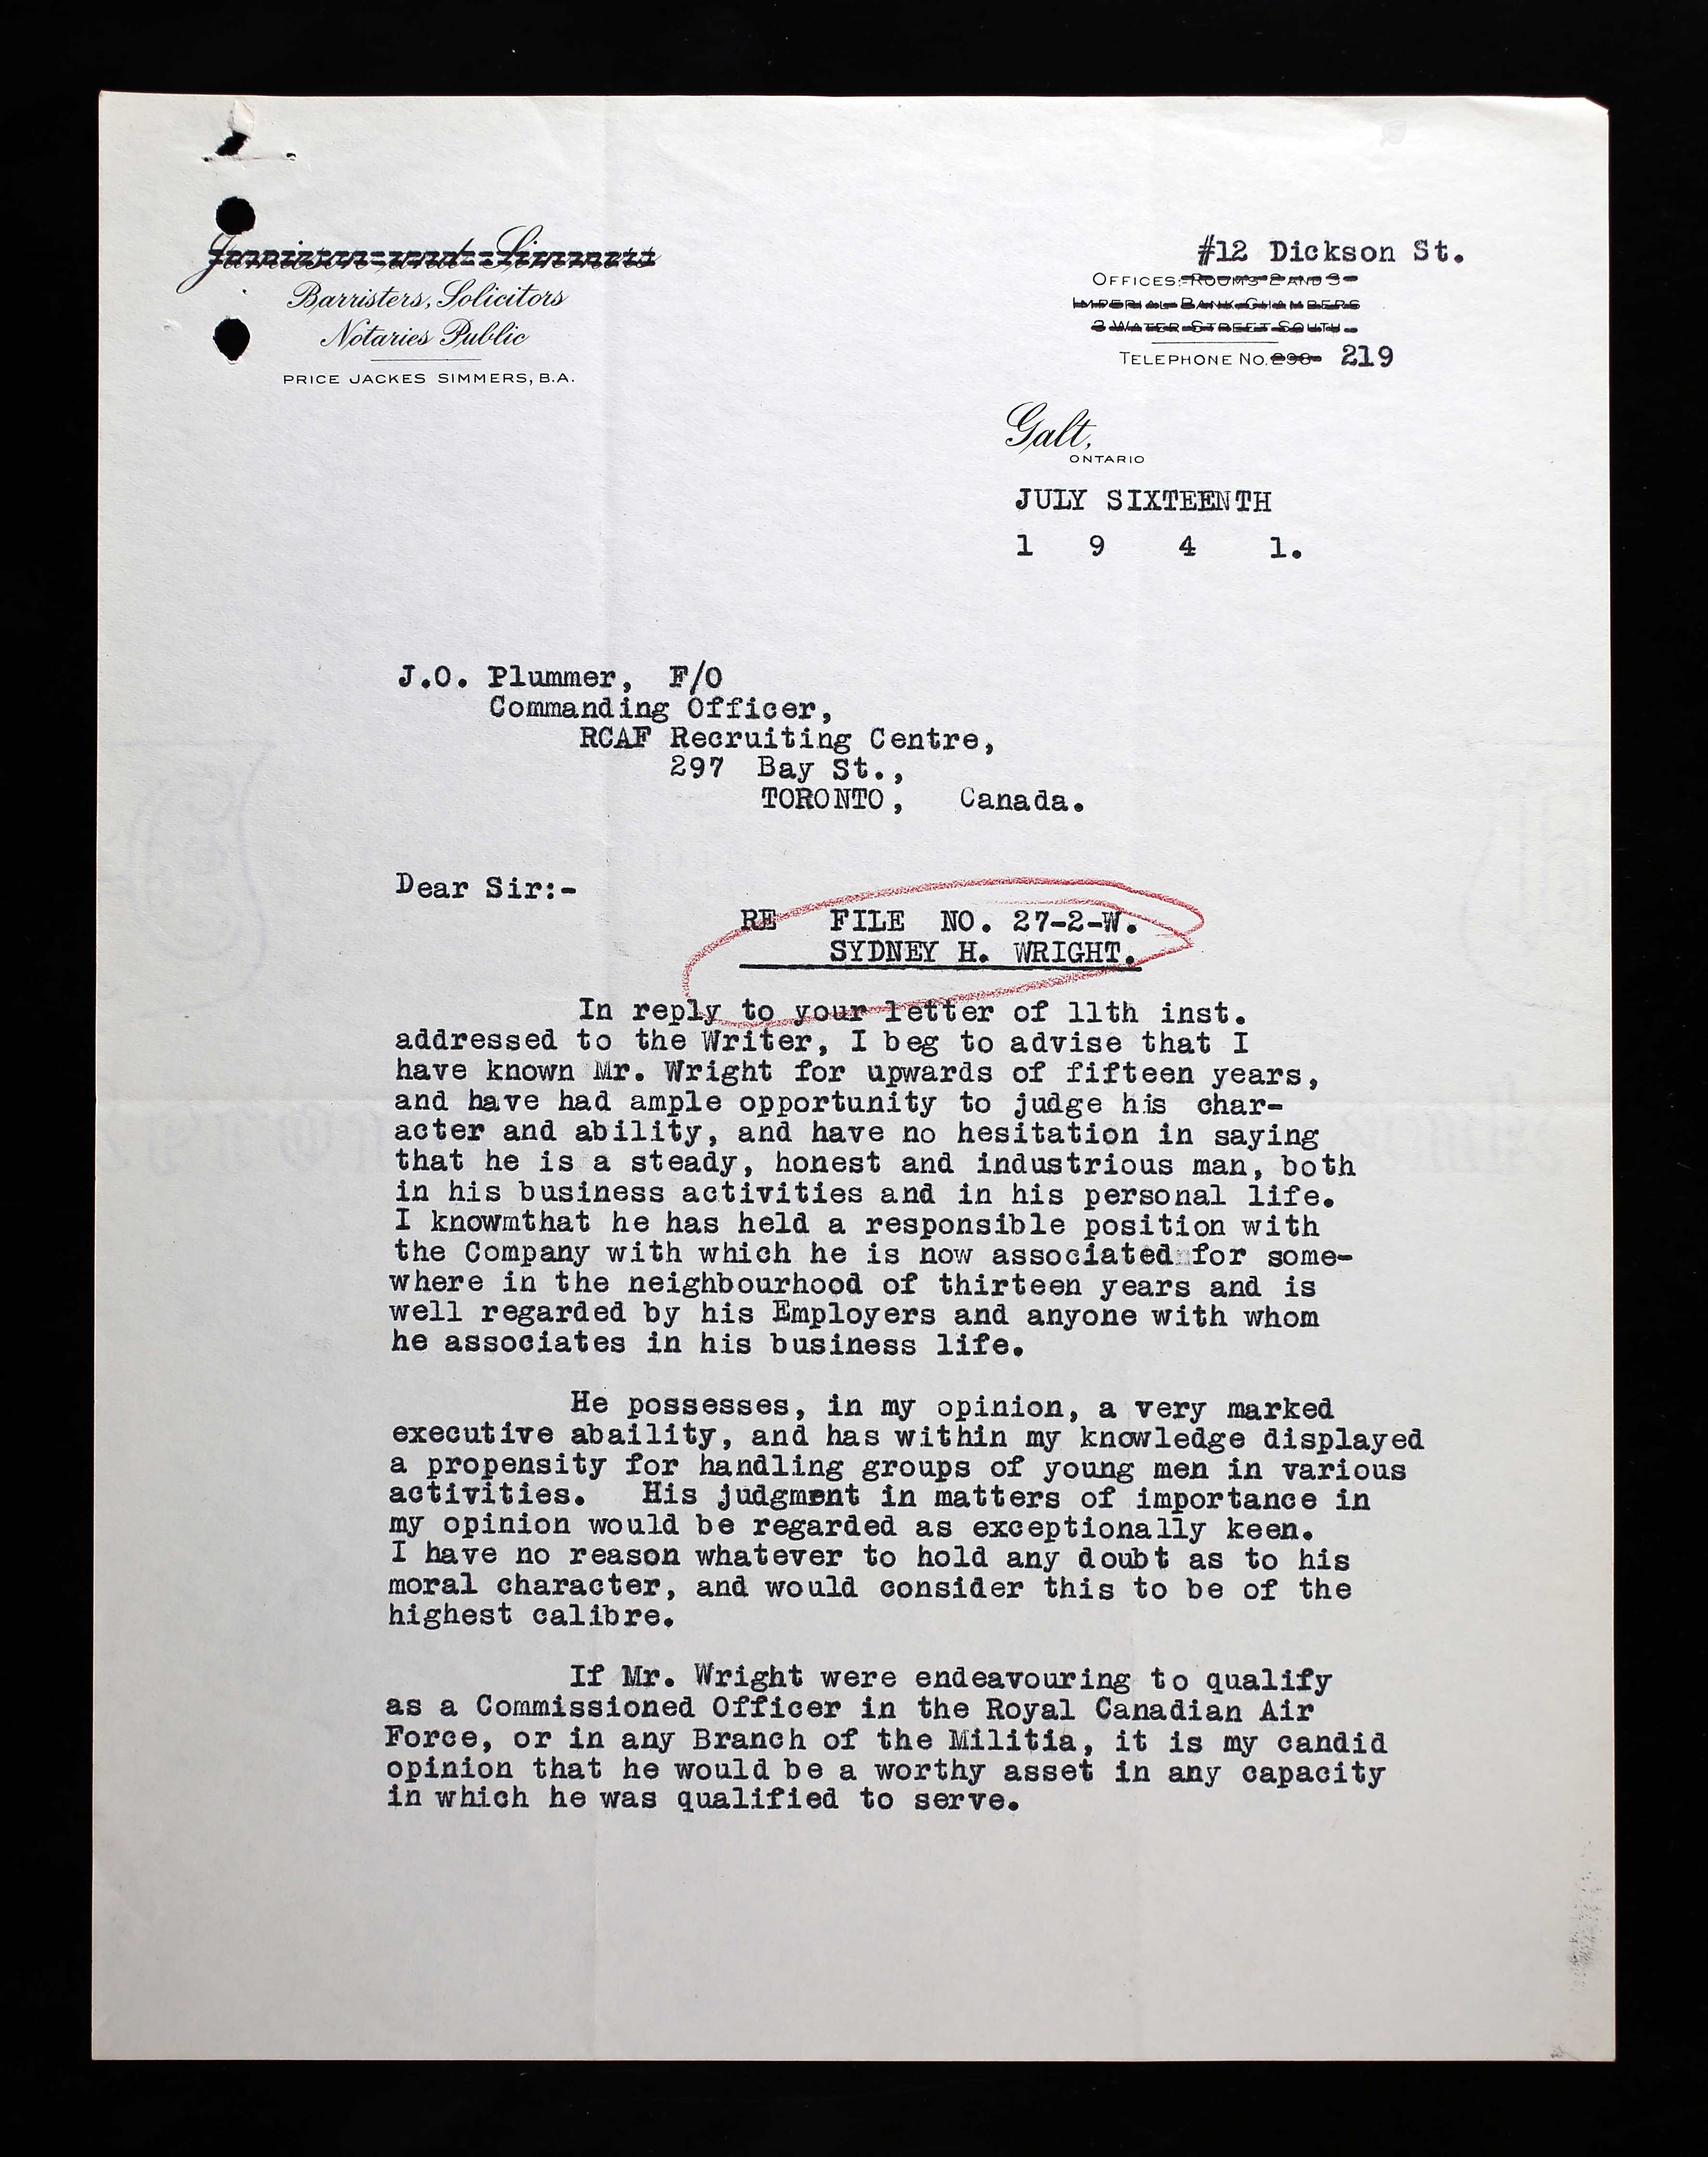 Jamieson and Simmers
Barristers, Solicitors
Notaries Public
PRICE JACKES SIMMERS, B.A.
#12 Dickson St.
OFFICES: ROOMS 2 AND 3
IMPERIAL BANK CHAMBERS
3 WATER STREET SOUTH
TELEPHONE NO. 298 219
Galt,
ONTARIO
JULY SIXTEENTH
1 9 4 1.
J.O. Plummer, F/O
Commanding Officer,
RCAF Recruiting Centre,
297 Bay St.,
TORONTO, Canada.
Dear Sir:-
RE FILE NO. 27-2-W.
SYDNEY H. WRIGHT.
In reply to your letter of 11th inst.
addressed to the Writer, I beg to advise that I
have known Mr. Wright for upwards of fifteen years,
and have had ample opportunity to judge his char-
acter and ability, and have no hesitation in saying
that he is a steady, honest and industrious man, both
in his business activities and in his personal life.
I knowmthat he has held a responsible position with
the Company with which he is now associated for some-
where in the neighbourhood of thirteen years and is
well regarded by his Employers and anyone with whom
he associates in his business life.
He possesses, in my opinion, a very marked
executive abaility, and has within my knowledge displayed
a propensity for handling groups of young men in various
activities. His judgment in matters of importance in
my opinion would be regarded as exceptionally keen.
I have no reason whatever to hold any doubt as to his
moral character, and would consider this to be of the
highest calibre.
If Mr. Wright were endeavouring to qualify
as a Commissioned Officer in the Royal Canadian Air
Force, or in any Branch of the Militia, it is my candid
opinion that he would be a worthy asset in any capacity
in which he was qualified to serve.